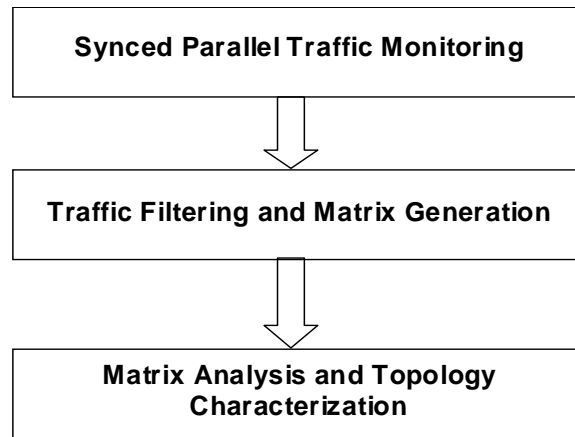 Synced Parallel Traffic Monitoring
Traffic Filtering and Matrix Generation
Matrix Analysis and Topology
Characterization